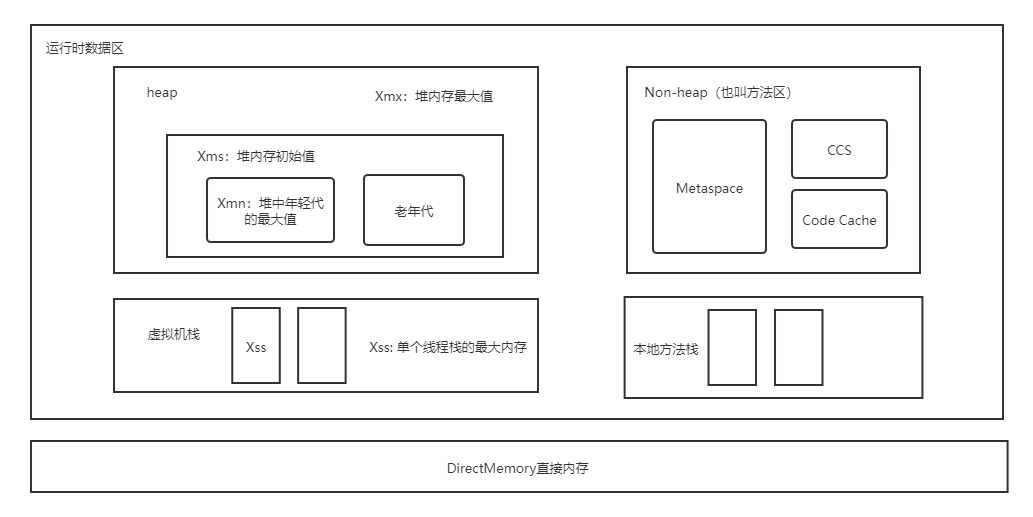 运行时数据区
heap
Xmx：堆内存最大值
Xms：堆内存初始值
Xmn：堆中年轻代
的最大值
老年代
Non-heap（也叫方法区）
Metaspace
CCS
Code Cache
虚拟机栈
Xss
Xss: 单个线程栈的最大内存
本地方法栈
DirectMemory直接内存